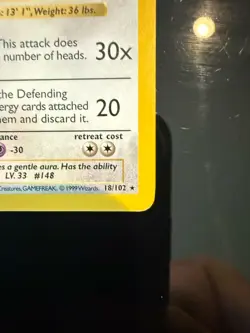 : 13' 1", Weight: 36 lbs.
This attack does
number of heads. 30x
the Defending
ergy cards attached
em and discard it. 20
ance retreat cost
-30
es a gentle aura. Has the ability
LV. 33 #148
Creatures, GAMEFREAK. © 1999 Wizards. 18/102 ★